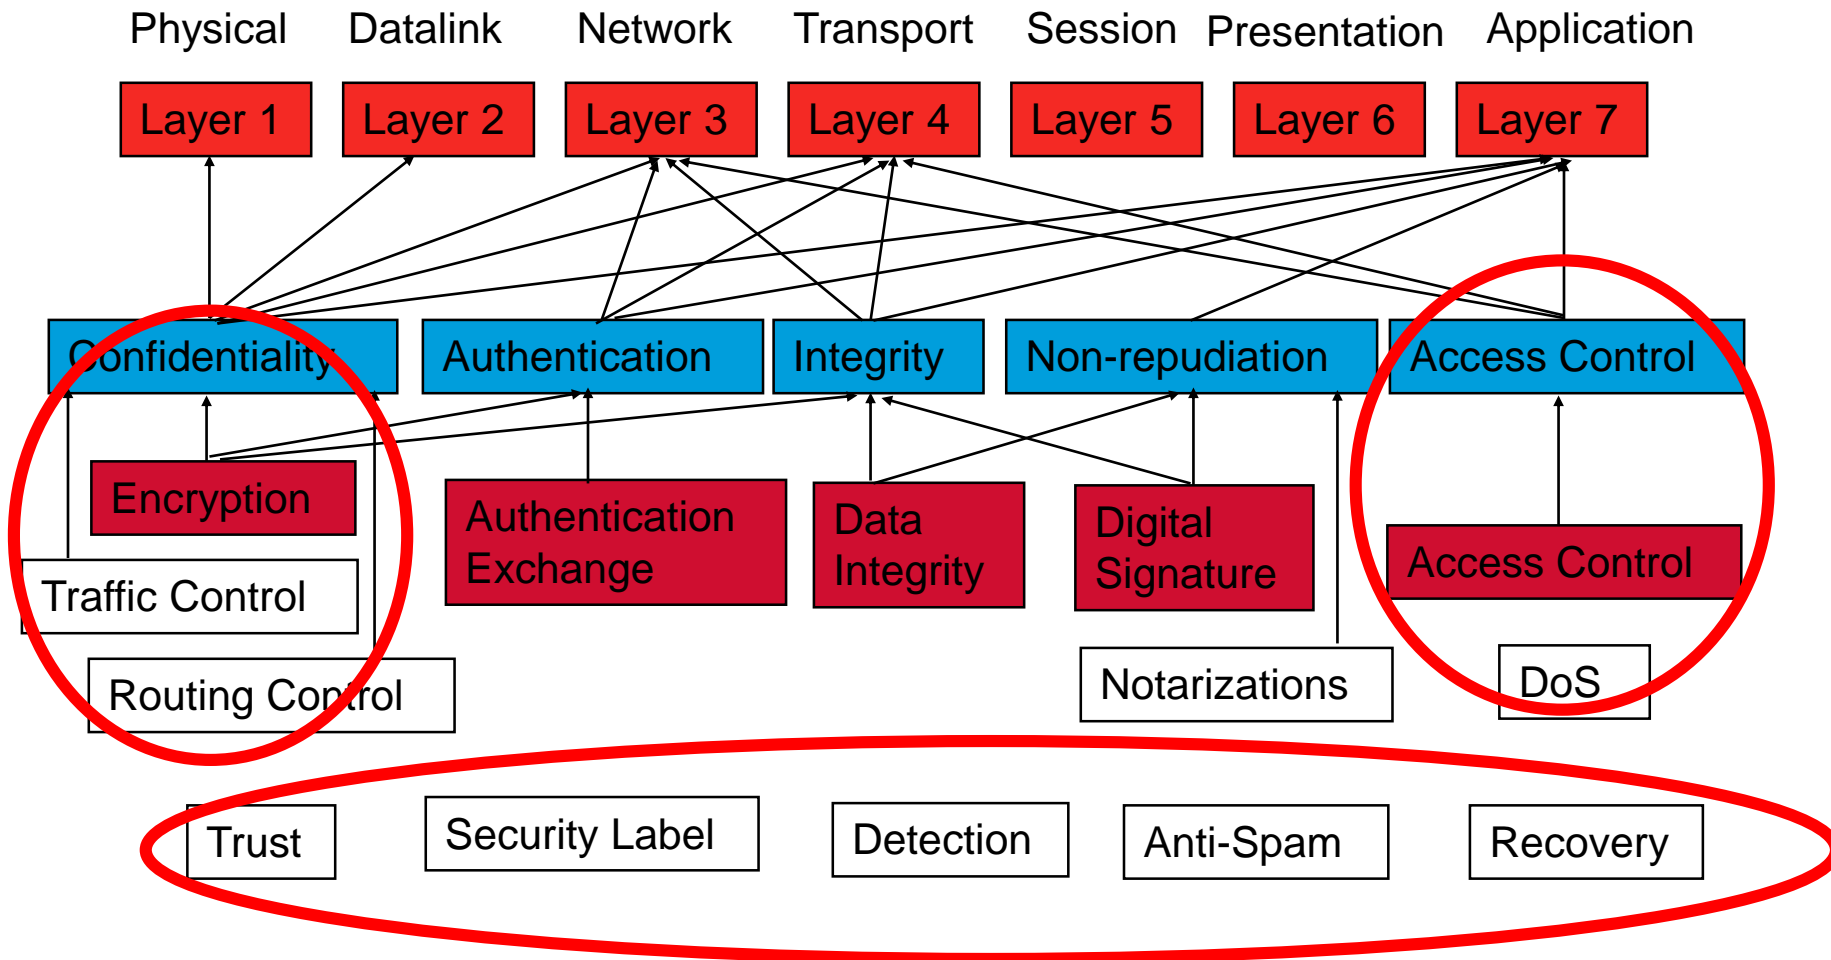 Physical
Datalink
Network
Transport
Session
Presentation
Application
Layer 1
Layer 2
Layer 3
Layer 4
Layer 5
Layer 6
Layer 7
Confidentiality
Authentication
Integrity
Non-repudiation
Access Control
Encryption
Authentication
Exchange
Data
Integrity
Digital
Signature
Access Control
Traffic Control
Routing Control
Notarizations
DoS
Trust
Security Label
Detection
Anti-Spam
Recovery